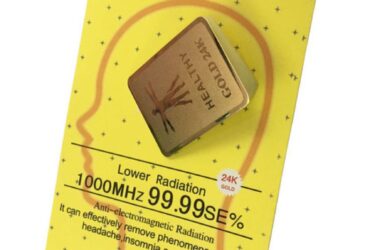 HEALTHY
GOLD 24K
Lower Radiation
24K
GOLD
1000MHz 99.99SE%
Anti-electromagnetic Radiation
It can effectively remove phenomen
headache,insomnia